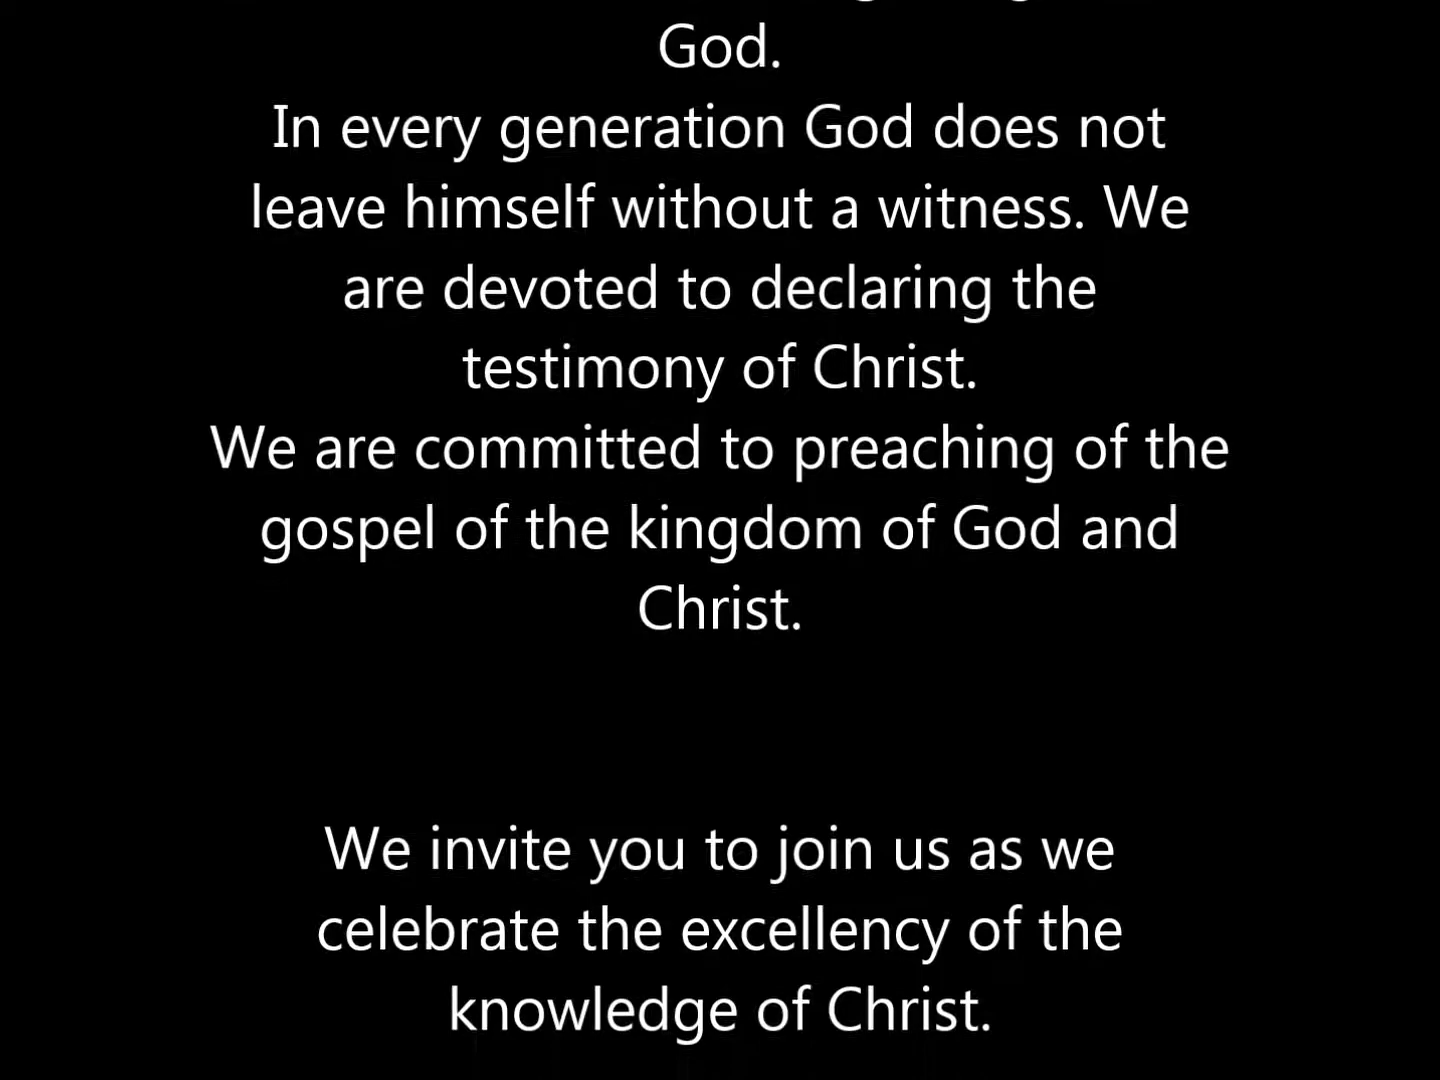 God.
In every generation God does not
leave himself without a witness. We
are devoted to declaring the
testimony of Christ.
We are committed to preaching of the
gospel of the kingdom of God and
Christ.
We invite you to join us as we
celebrate the excellency of the
knowledge of Christ.